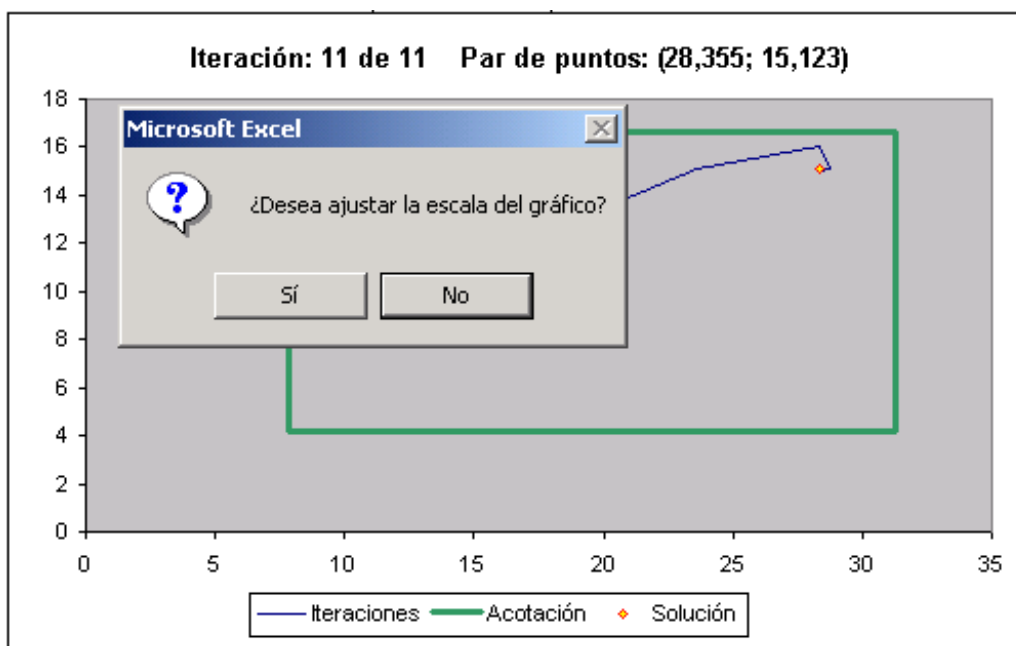 Iteración: 11 de 11 Par de puntos: (28,355; 15,123)
18
16
14
12
10
8
6
4
2
0
Microsoft Excel
¿Desea ajustar la escala del gráfico?
Sí No
0 5 10 15 20 25 30 35
Iteraciones Acotación Solución